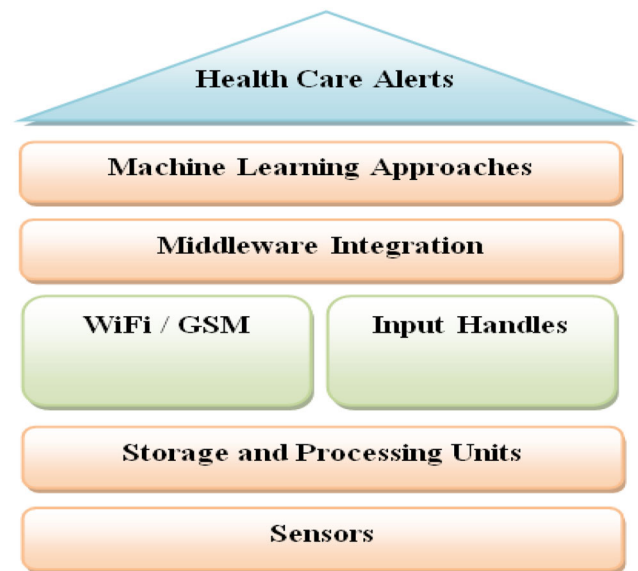 Health Care Alerts
Machine Learning Approaches
Middleware Integration
WiFi / GSM
Input Handles
Storage and Processing Units
Sensors